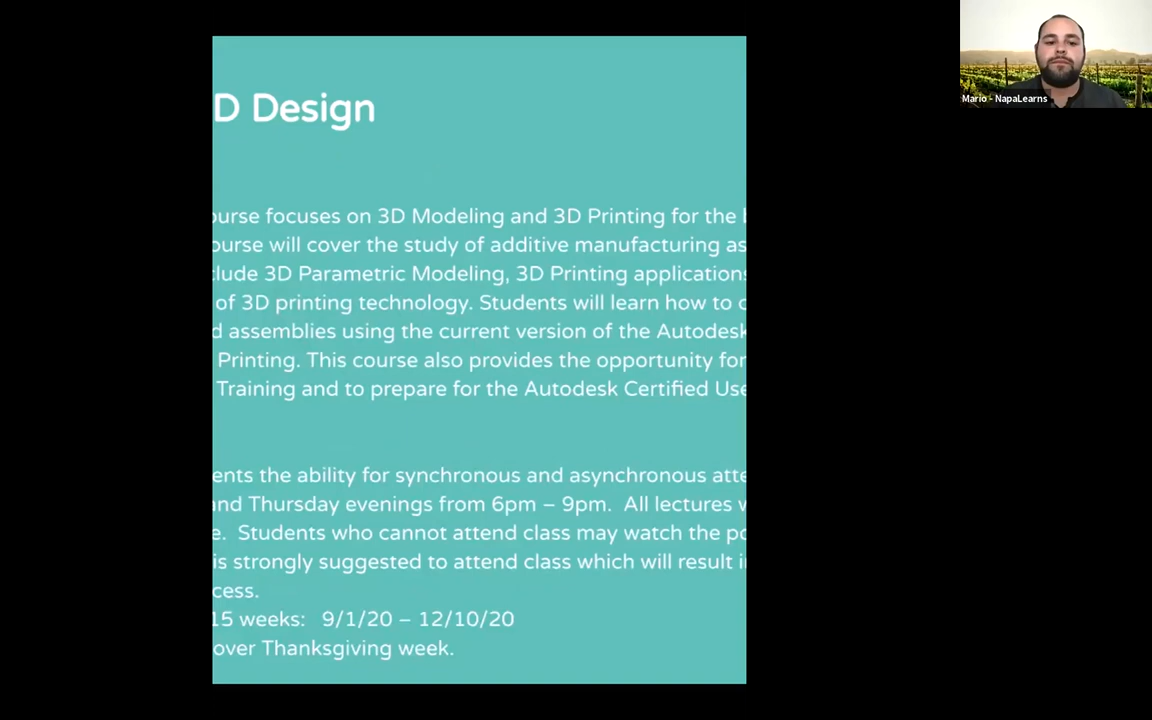 D Design
Mario - NapaLearns
ourse focuses on 3D Modeling and 3D Printing for the
ourse will cover the study of additive manufacturing as
clude 3D Parametric Modeling, 3D Printing applications
of 3D printing technology. Students will learn how to
d assemblies using the current version of the Autodesk
Printing. This course also provides the opportunity for
Training and to prepare for the Autodesk Certified Use
ents the ability for synchronous and asynchronous atte
and Thursday evenings from 6pm – 9pm. All lectures w
e. Students who cannot attend class may watch the po
is strongly suggested to attend class which will result in
cess.
15 weeks: 9/1/20 – 12/10/20
over Thanksgiving week.